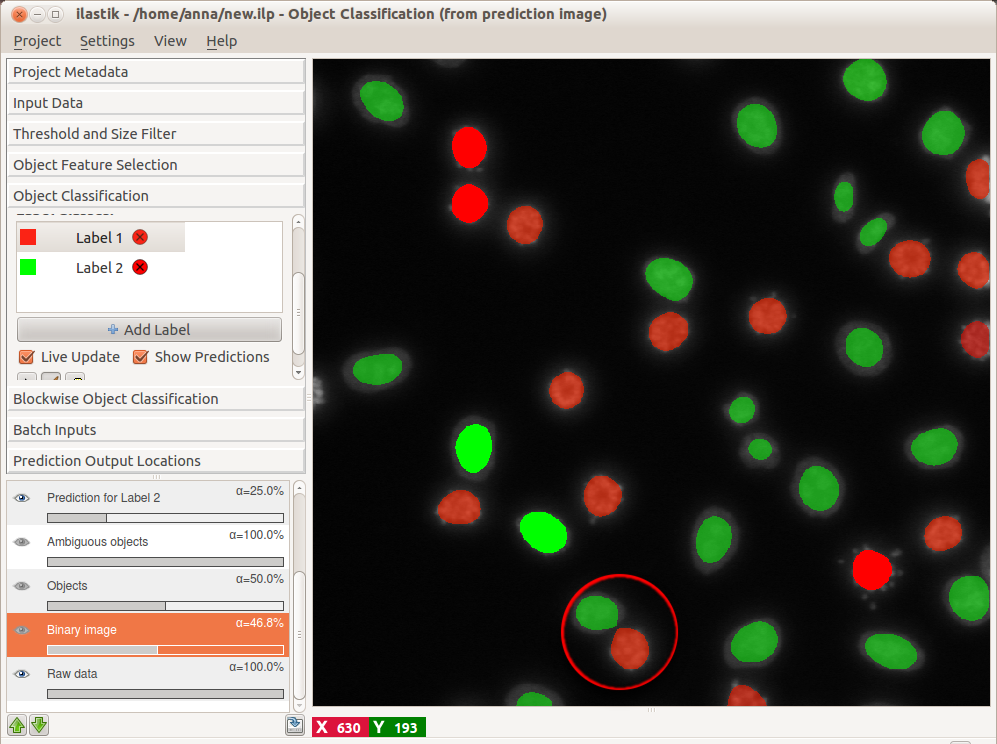 ilastik - /home/anna/new.ilp - Object Classification (from prediction image)
Project Settings View Help
Project Metadata
Input Data
Threshold and Size Filter
Object Feature Selection
Object Classification
Label 1
Label 2
Add Label
Live Update Show Predictions
Blockwise Object Classification
Batch Inputs
Prediction Output Locations
Prediction for Label 2 α=25.0%
Ambiguous objects α=100.0%
Objects α=50.0%
Binary image α=46.8%
Raw data α=100.0%
X 630 Y 193